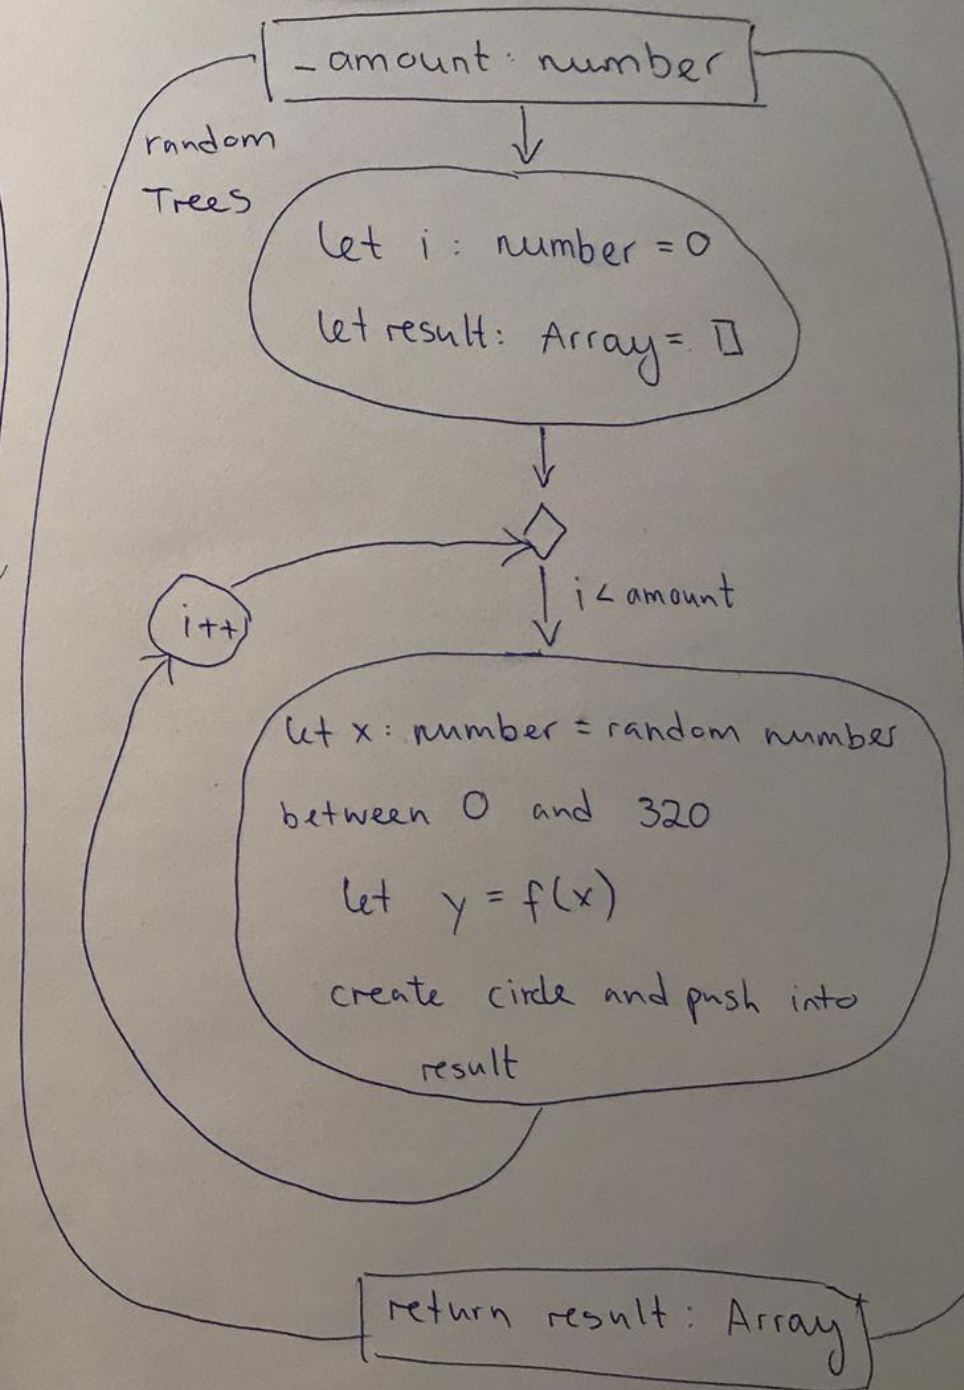 _amount: number
random
Trees
let i: number = 0
let result: Array = []
i < amount
i++
let x: number = random number
between 0 and 320
let y = f(x)
create circle and push into
result
return result: Array